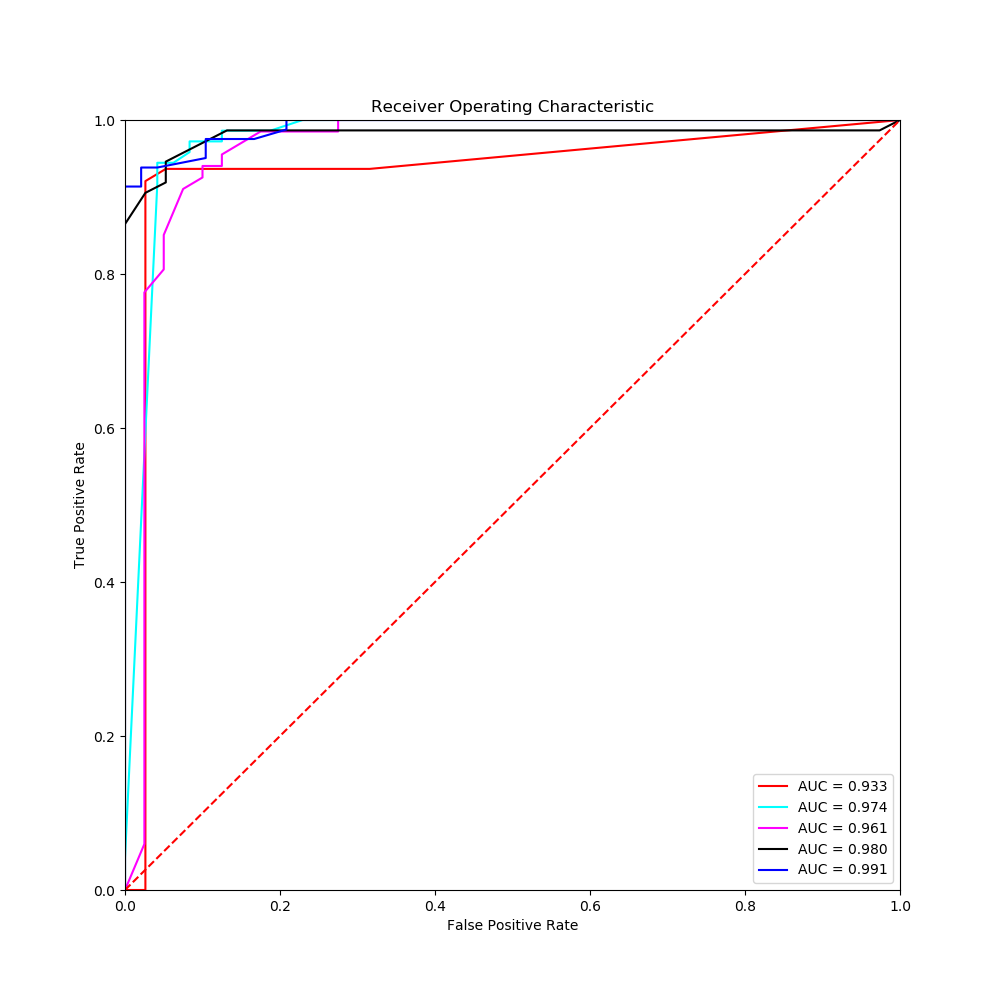 Receiver Operating Characteristic
1.0
0.8
0.6
0.4
0.2
0.0
True Positive Rate
0.0 0.2 0.4 0.6 0.8 1.0
False Positive Rate
AUC = 0.933
AUC = 0.974
AUC = 0.961
AUC = 0.980
AUC = 0.991